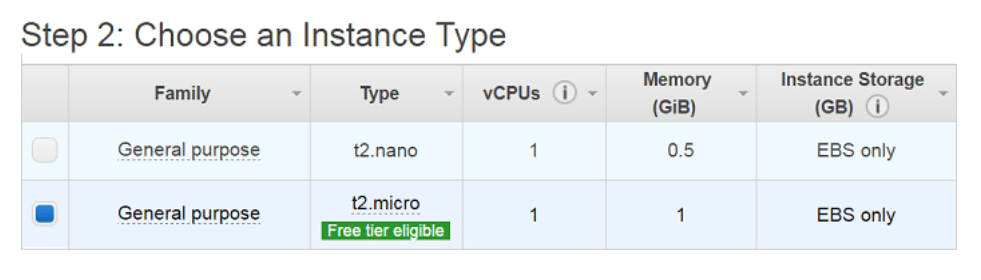 Step 2: Choose an Instance Type
Family Type vCPUs i Memory (GiB) Instance Storage (GB) i
General purpose t2.nano 1 0.5 EBS only
General purpose t2.micro Free tier eligible 1 1 EBS only